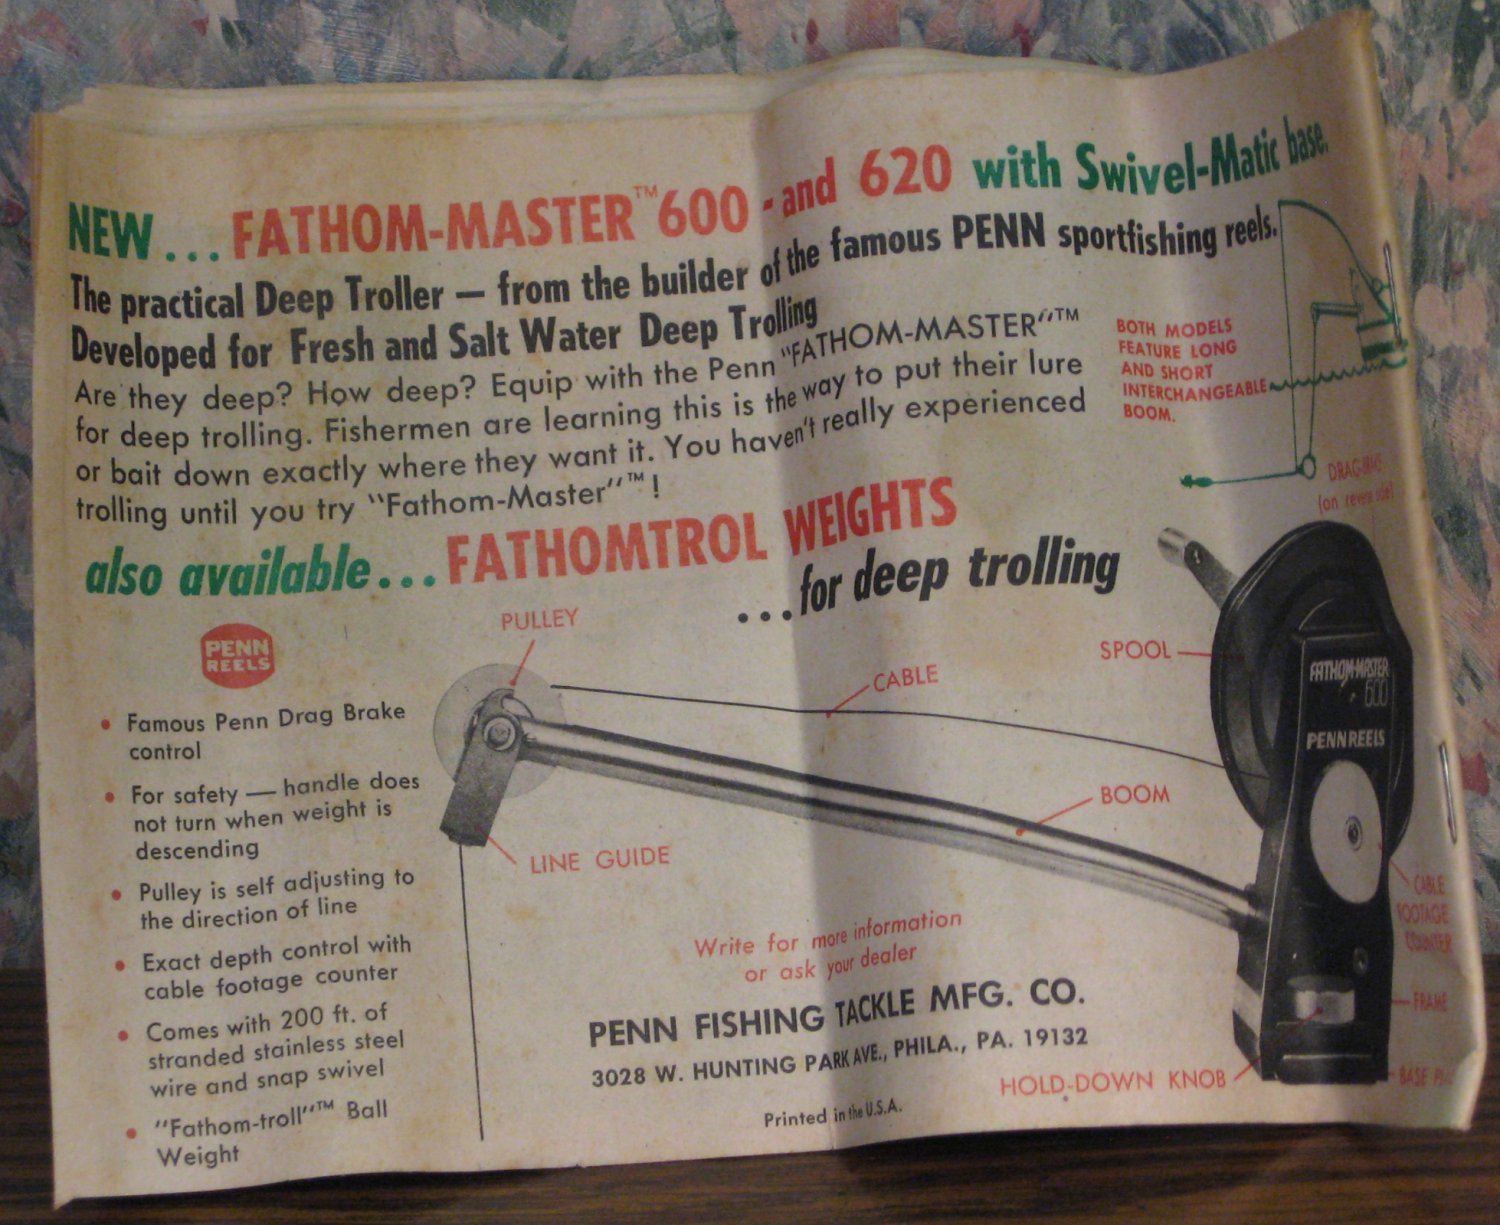 NEW... FATHOM-MASTER™ 600 - and 620 with Swivel-Matic base.
The practical Deep Troller — from the builder of the famous PENN sportfishing reels.
Developed for Fresh and Salt Water Deep Trolling
Are they deep? How deep? Equip with the Penn "FATHOM-MASTER"™
for deep trolling. Fishermen are learning this is the way to put their lure
or bait down exactly where they want it. You haven't really experienced
trolling until you try "Fathom-Master"™!
BOTH MODELS
FEATURE LONG
AND SHORT
INTERCHANGEABLE
BOOM.
also available... FATHOMTROL WEIGHTS
...for deep trolling
DRAG-
(on reverse side)
PENN
REELS
PULLEY
CABLE
SPOOL
FATHOM-MASTER
600
PENN REELS
BOOM
LINE GUIDE
CABLE
FOOTAGE
COUNTER
FRAME
BASE
HOLD-DOWN KNOB
• Famous Penn Drag Brake
control
• For safety — handle does
not turn when weight is
descending
• Pulley is self adjusting to
the direction of line
• Exact depth control with
cable footage counter
• Comes with 200 ft. of
stranded stainless steel
wire and snap swivel
• "Fathom-troll"™ Ball
Weight
Write for more information
or ask your dealer
PENN FISHING TACKLE MFG. CO.
3028 W. HUNTING PARK AVE., PHILA., PA. 19132
Printed in the U.S.A.